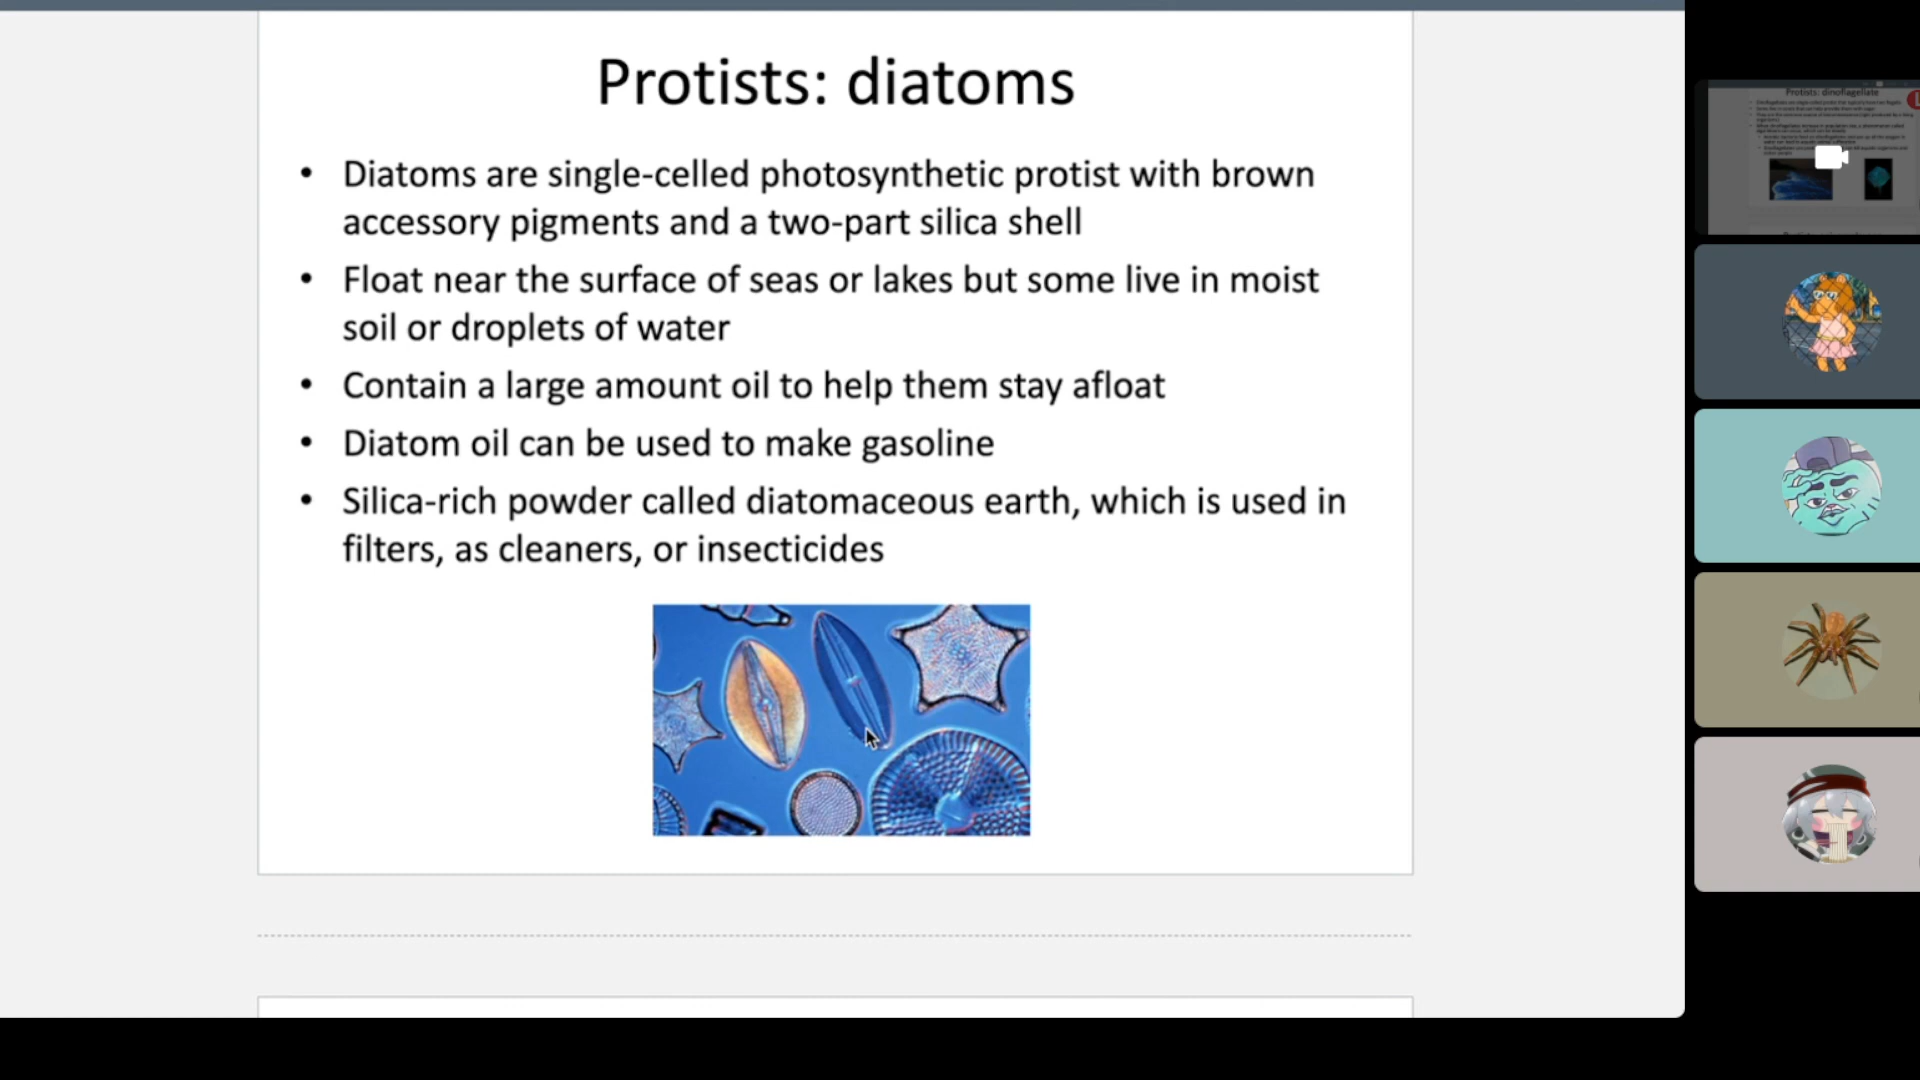 Protists: diatoms
• Diatoms are single-celled photosynthetic protist with brown
accessory pigments and a two-part silica shell
• Float near the surface of seas or lakes but some live in moist
soil or droplets of water
• Contain a large amount oil to help them stay afloat
• Diatom oil can be used to make gasoline
• Silica-rich powder called diatomaceous earth, which is used in
filters, as cleaners, or insecticides
Protists: dinoflagellate